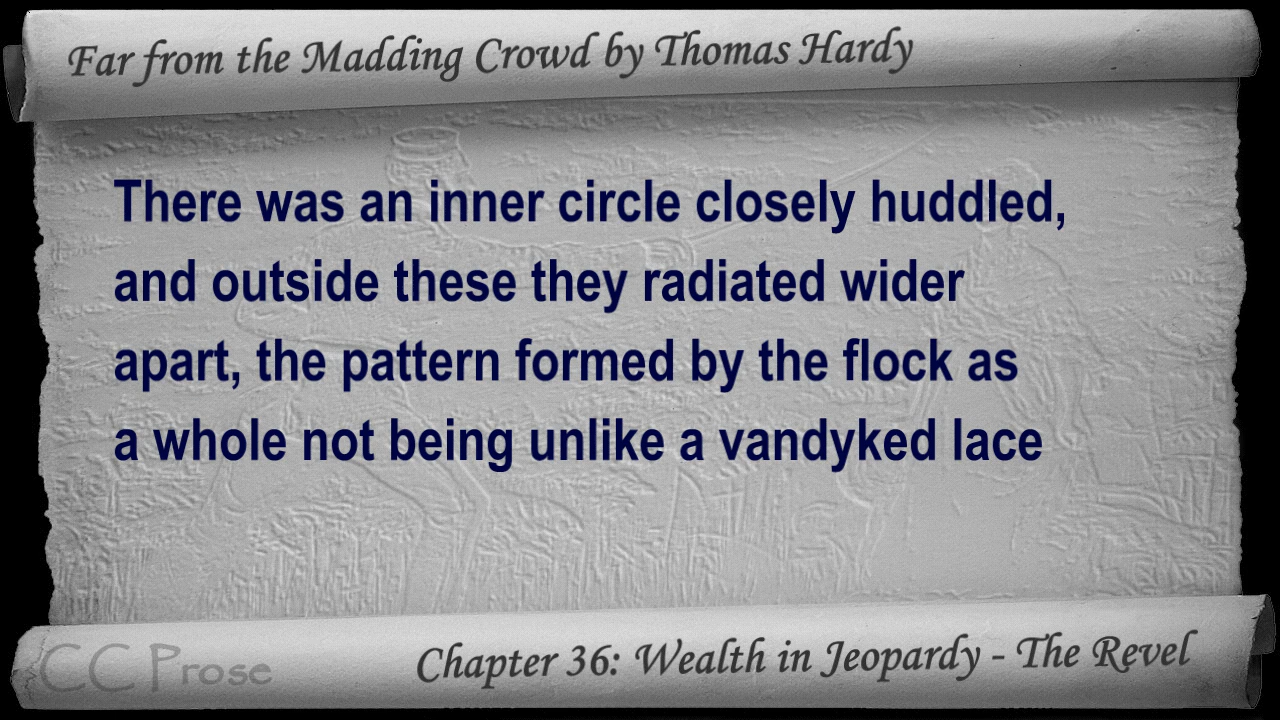 Far from the Madding Crowd by Thomas Hardy
There was an inner circle closely huddled,
and outside these they radiated wider
apart, the pattern formed by the flock as
a whole not being unlike a vandyked lace
CC Prose
Chapter 36: Wealth in Jeopardy - The Revel